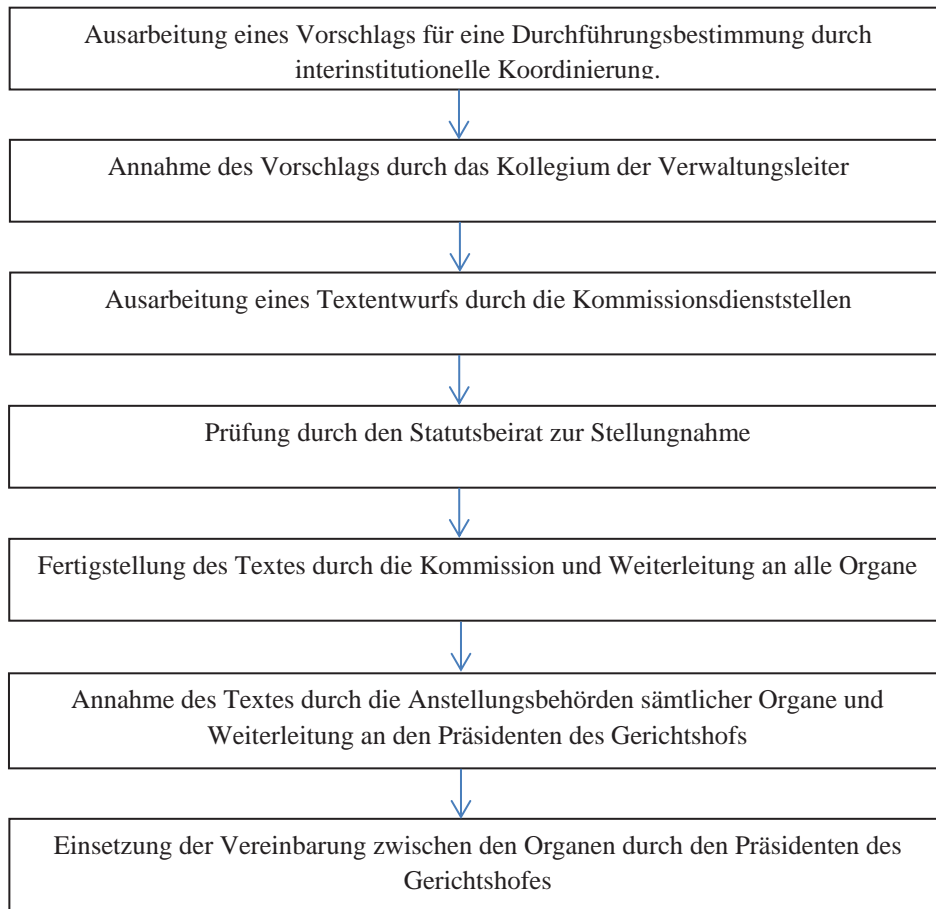 Ausarbeitung eines Vorschlags für eine Durchführungsbestimmung durch
interinstitutionelle Koordinierung.
Annahme des Vorschlags durch das Kollegium der Verwaltungsleiter
Ausarbeitung eines Textentwurfs durch die Kommissionsdienststellen
Prüfung durch den Statutsbeirat zur Stellungnahme
Fertigstellung des Textes durch die Kommission und Weiterleitung an alle Organe
Annahme des Textes durch die Anstellungsbehörden sämtlicher Organe und
Weiterleitung an den Präsidenten des Gerichtshofs
Einsetzung der Vereinbarung zwischen den Organen durch den Präsidenten des
Gerichtshofes